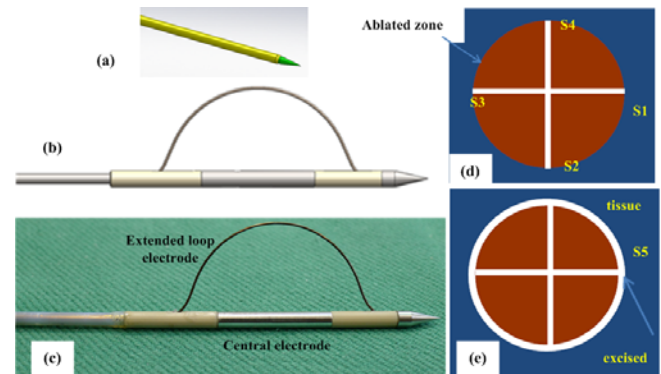 (a)
(b)
Extended loop
electrode
Central electrode
(c)
Ablated zone
S4
S3
S1
S2
(d)
tissue
S5
(e)
excised